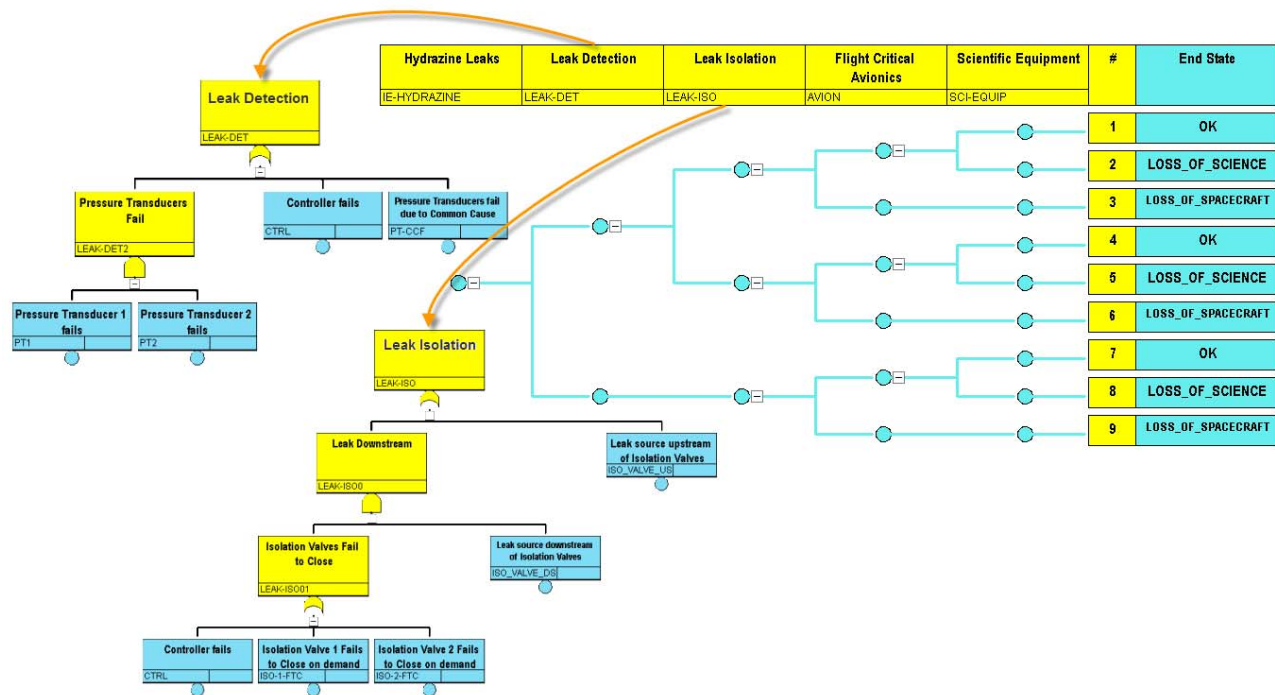 Hydrazine Leaks
Leak Detection
Leak Isolation
Flight Critical
Avionics
Scientific Equipment
#
End State
IE-HYDRAZINE
LEAK-DET
LEAK-ISO
AVION
SCI-EQUIP
1
OK
2
LOSS_OF_SCIENCE
3
LOSS_OF_SPACECRAFT
4
OK
5
LOSS_OF_SCIENCE
6
LOSS_OF_SPACECRAFT
7
OK
8
LOSS_OF_SCIENCE
9
LOSS_OF_SPACECRAFT
Leak Detection
LEAK-DET
Pressure Transducers
Fail
LEAK-DET2
Controller fails
CTRL
Pressure Transducers fail
due to Common Cause
PT-CCF
Pressure Transducer 1
fails
PT1
Pressure Transducer 2
fails
PT2
Leak Isolation
LEAK-ISO
Leak Downstream
LEAK-ISO0
Leak source upstream
of Isolation Valves
ISO_VALVE_US
Isolation Valves Fail
to Close
LEAK-ISO01
Leak source downstream
of Isolation Valves
ISO_VALVE_DS
Controller fails
CTRL
Isolation Valve 1 Fails
to Close on demand
ISO-1-FTC
Isolation Valve 2 Fails
to Close on demand
ISO-2-FTC